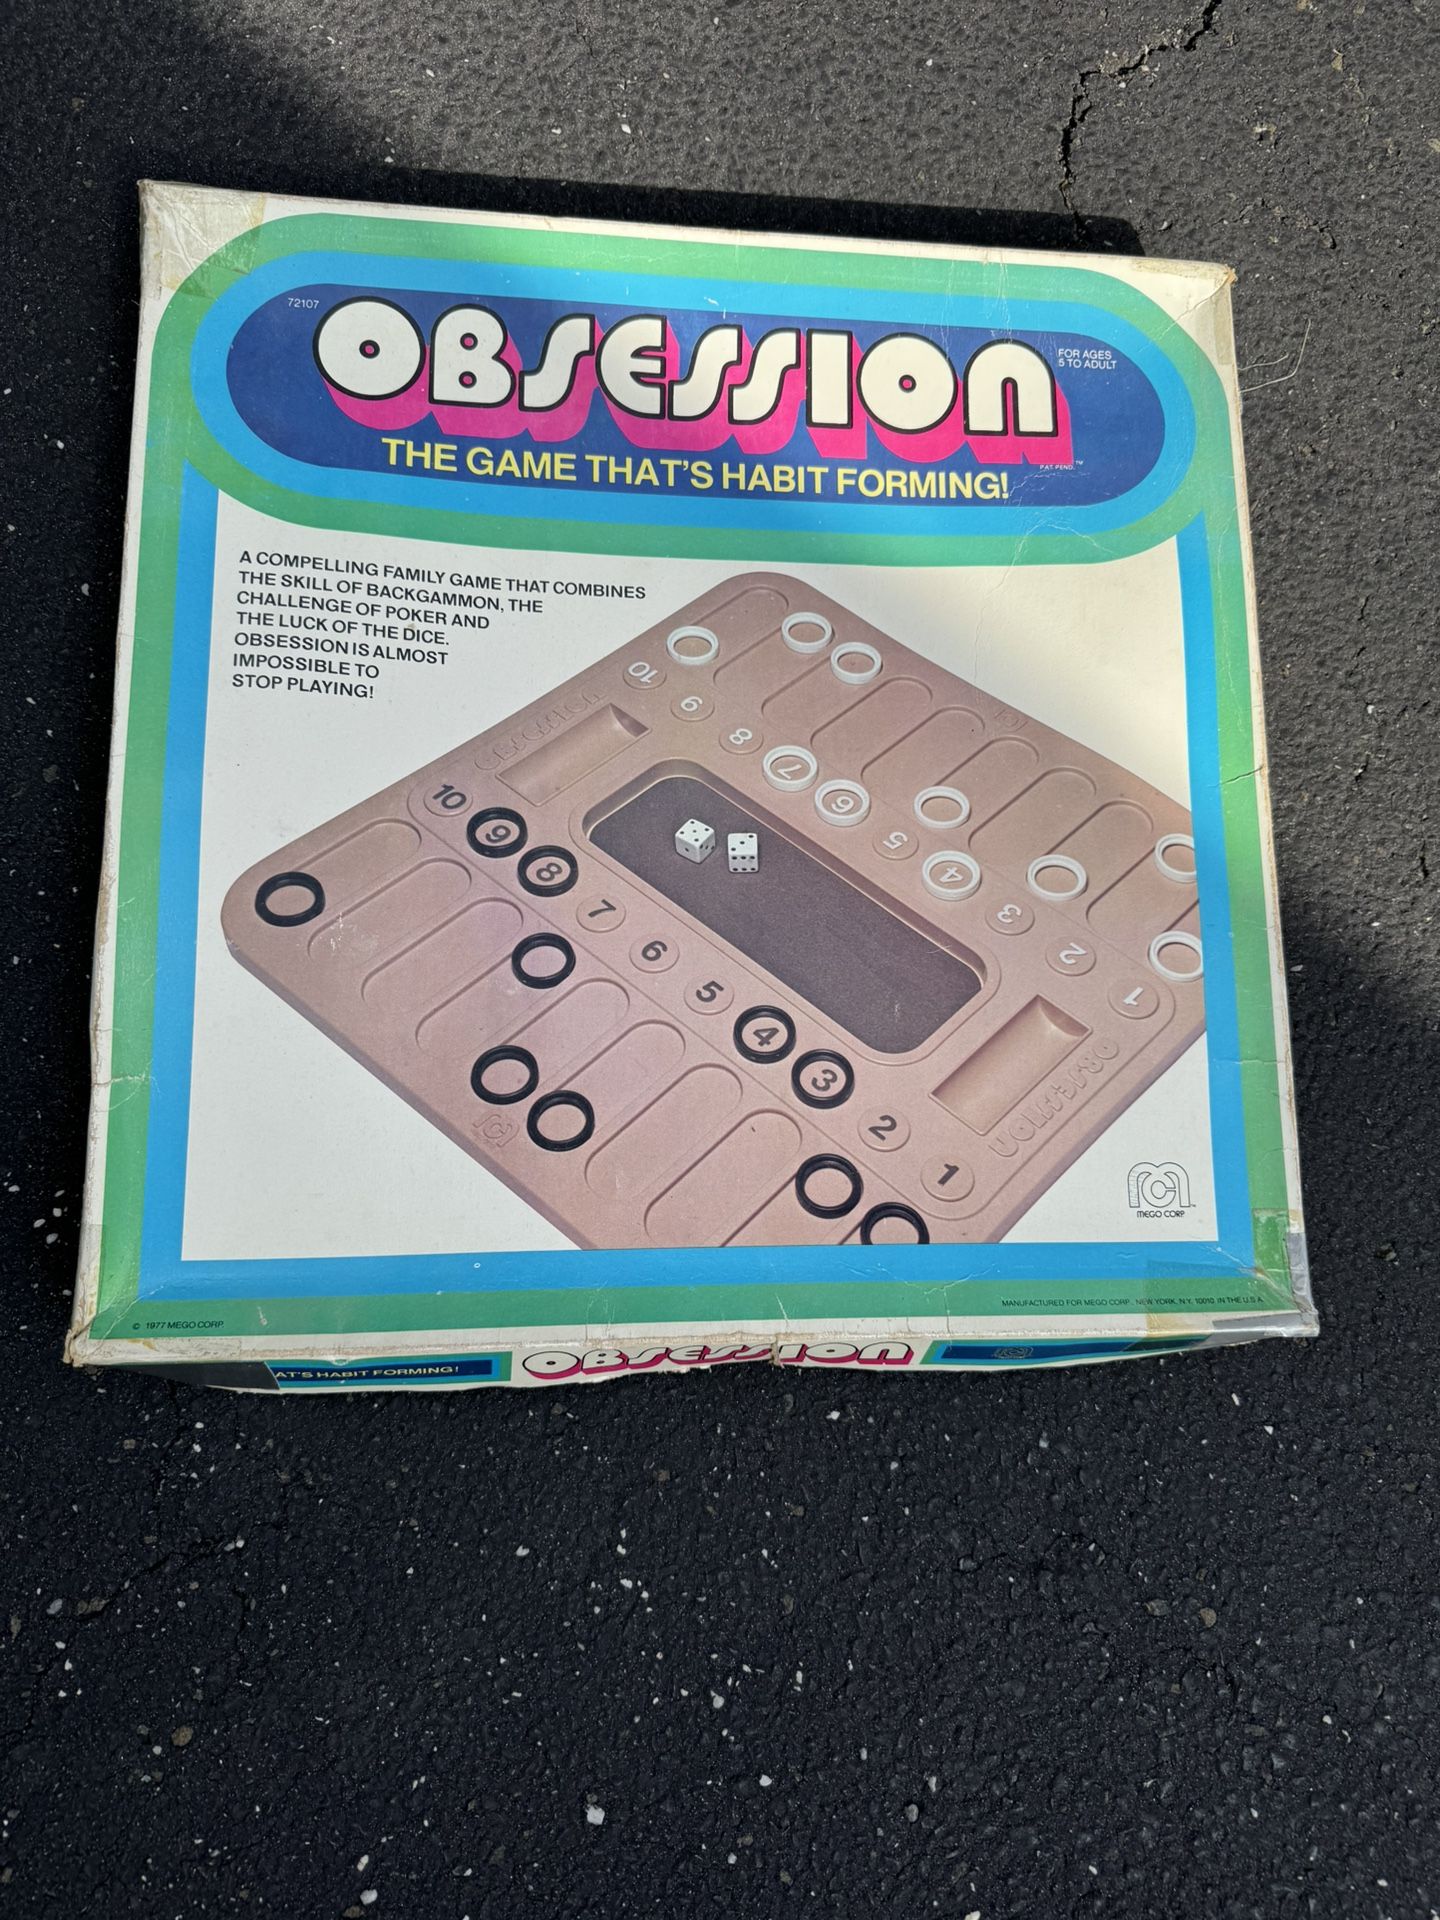 72107
OBSESSION
FOR AGES
5 TO ADULT
PAT. PEND. ™
THE GAME THAT'S HABIT FORMING!
A COMPELLING FAMILY GAME THAT COMBINES
THE SKILL OF BACKGAMMON, THE
CHALLENGE OF POKER AND
THE LUCK OF THE DICE.
OBSESSION IS ALMOST
IMPOSSIBLE TO
STOP PLAYING!
10
9
8
7
6
5
4
3
2
1
OBSESSION
10
9
8
7
6
5
4
3
2
1
OBSESSION
MEGO CORP.
© 1977 MEGO CORP.
MANUFACTURED FOR MEGO CORP., NEW YORK, N.Y. 10010 IN THE U.S.A.
AT'S HABIT FORMING!
OBSESSION